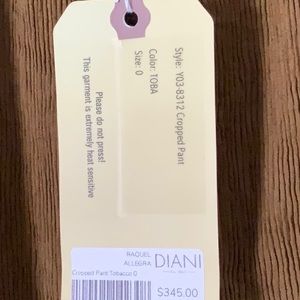 Style: Y03-8312 Cropped Pant
Color: TOBA
Size: 0
Please do not press!
This garment is extremely heat sensitive
RAQUEL
ALLEGRA
DIANI
Cropped Pant Tobacco 0
$345.00